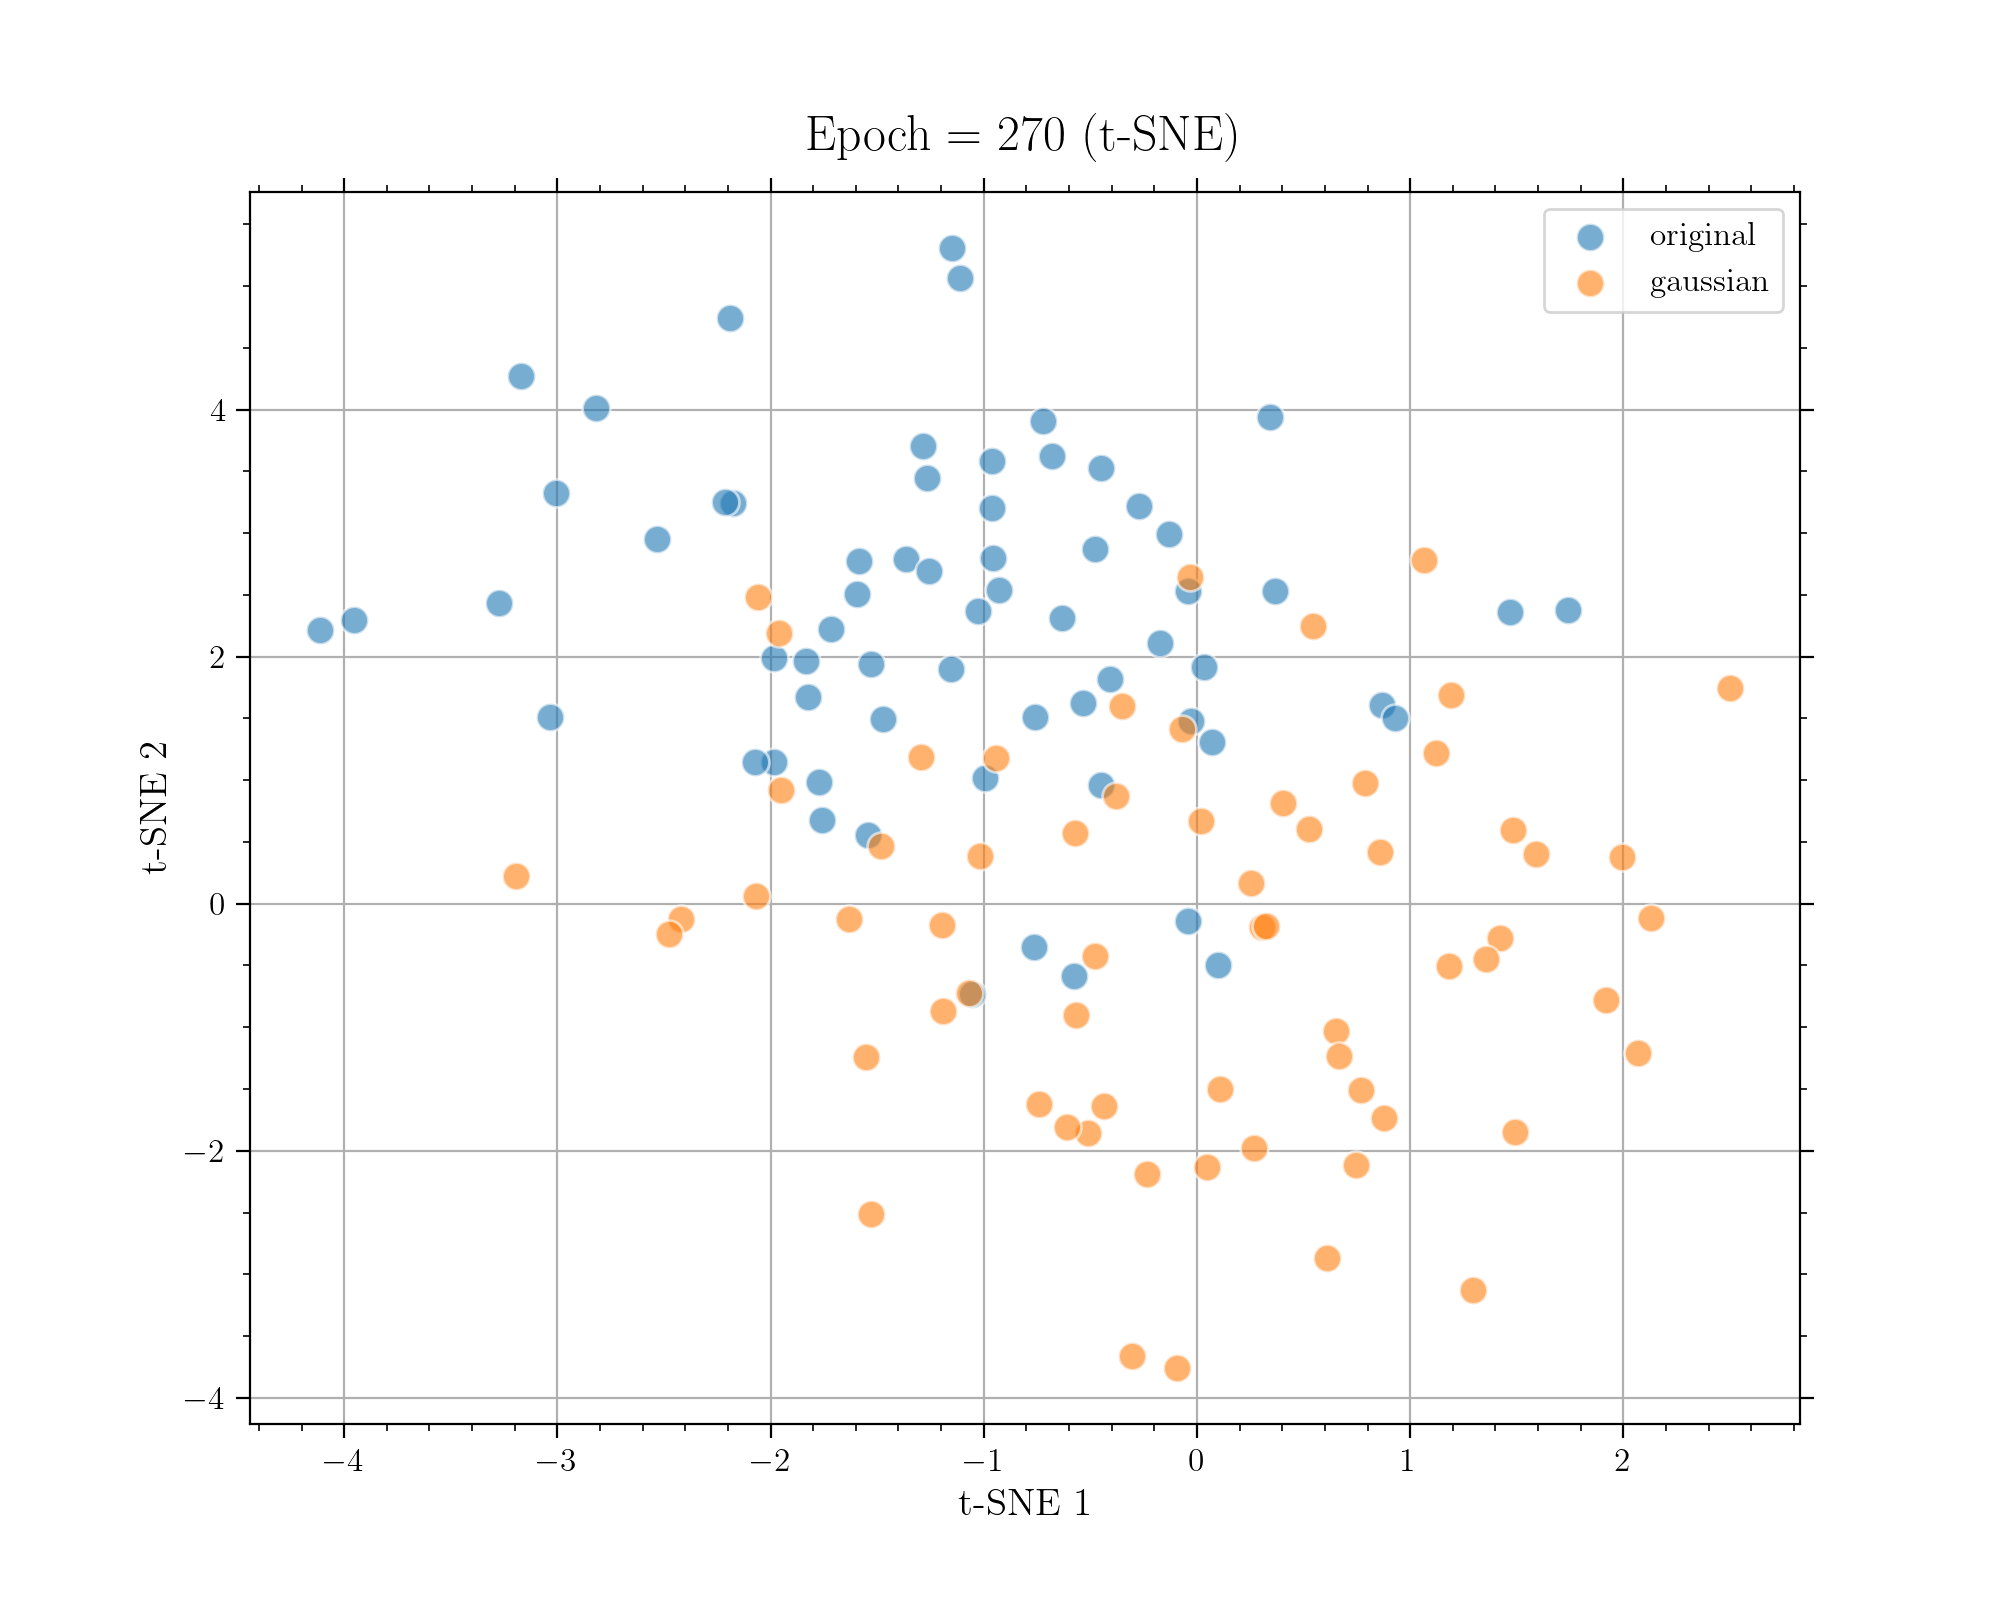 Epoch = 270 (t-SNE)
original
gaussian
4
2
0
−2
−4
t-SNE 2
−4 −3 −2 −1 0 1 2
t-SNE 1